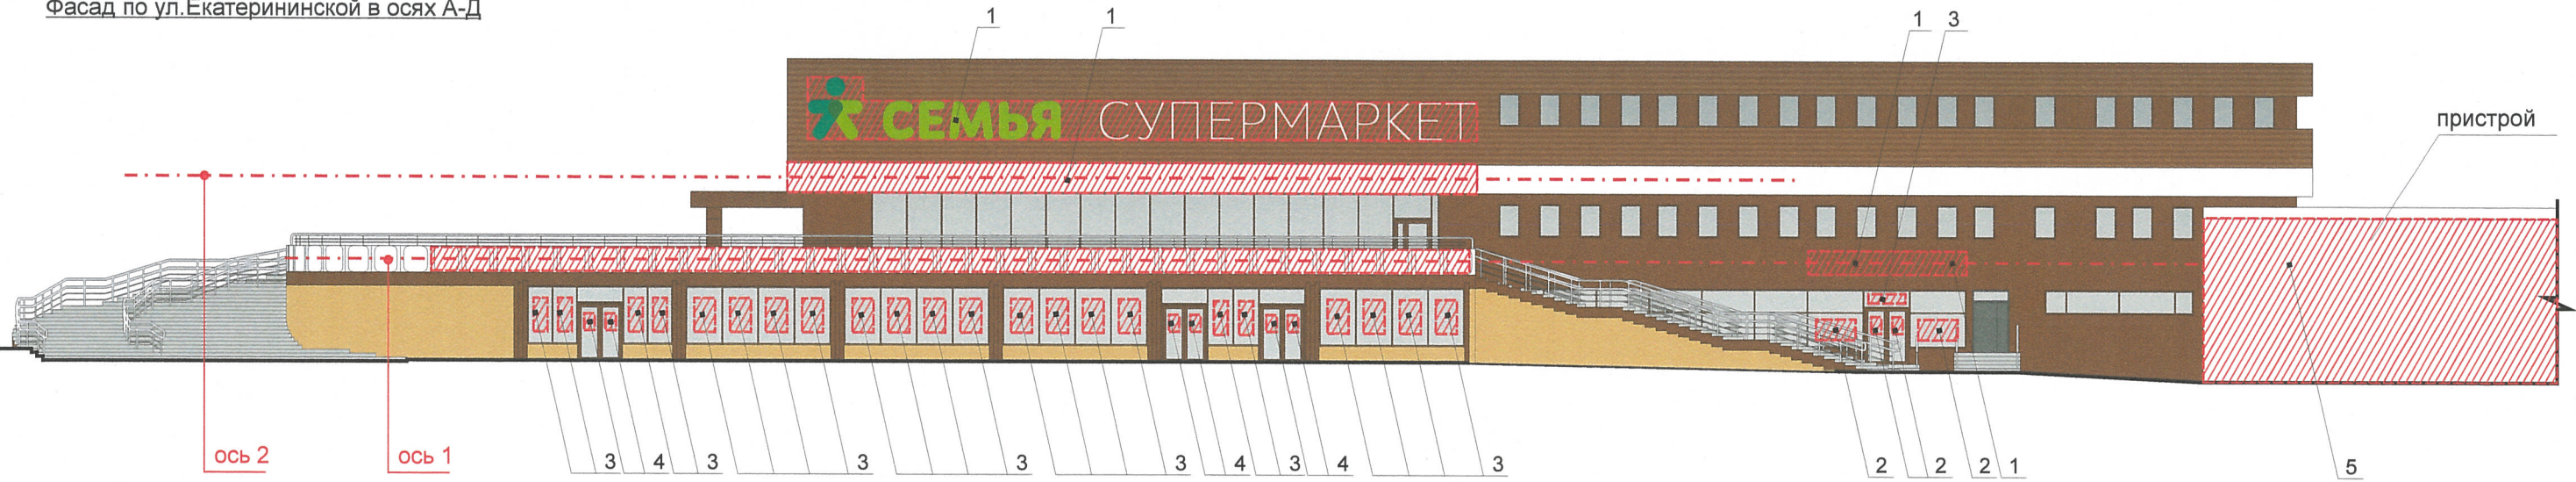 Фасад по ул.Екатерининской в осях А-Д
1 1 1 3
СЕМЬЯ СУПЕРМАРКЕТ
пристрой
ось 2 ось 1
3 4 3 3 3 3 4 3 4 3 2 2 2 1 5